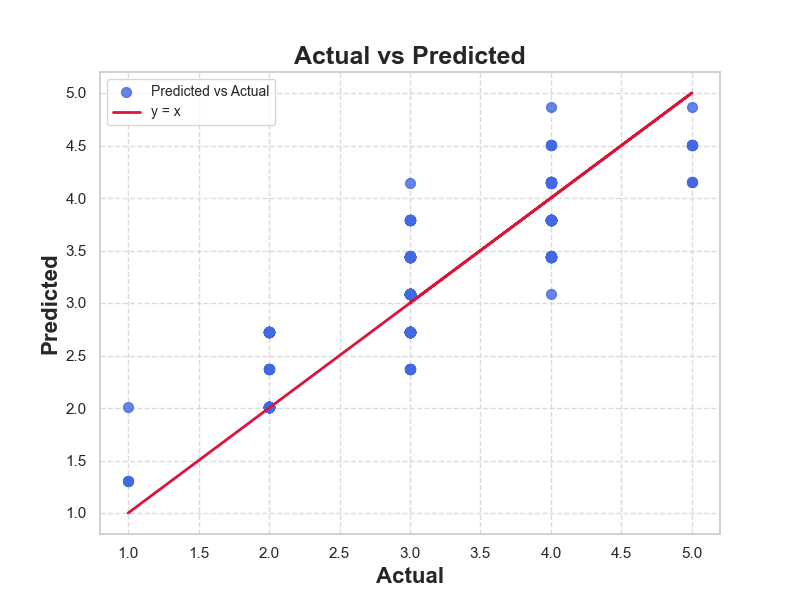 Actual vs Predicted
Predicted vs Actual
y = x
5.0
4.5
4.0
3.5
3.0
2.5
2.0
1.5
1.0
Predicted
1.0 1.5 2.0 2.5 3.0 3.5 4.0 4.5 5.0
Actual